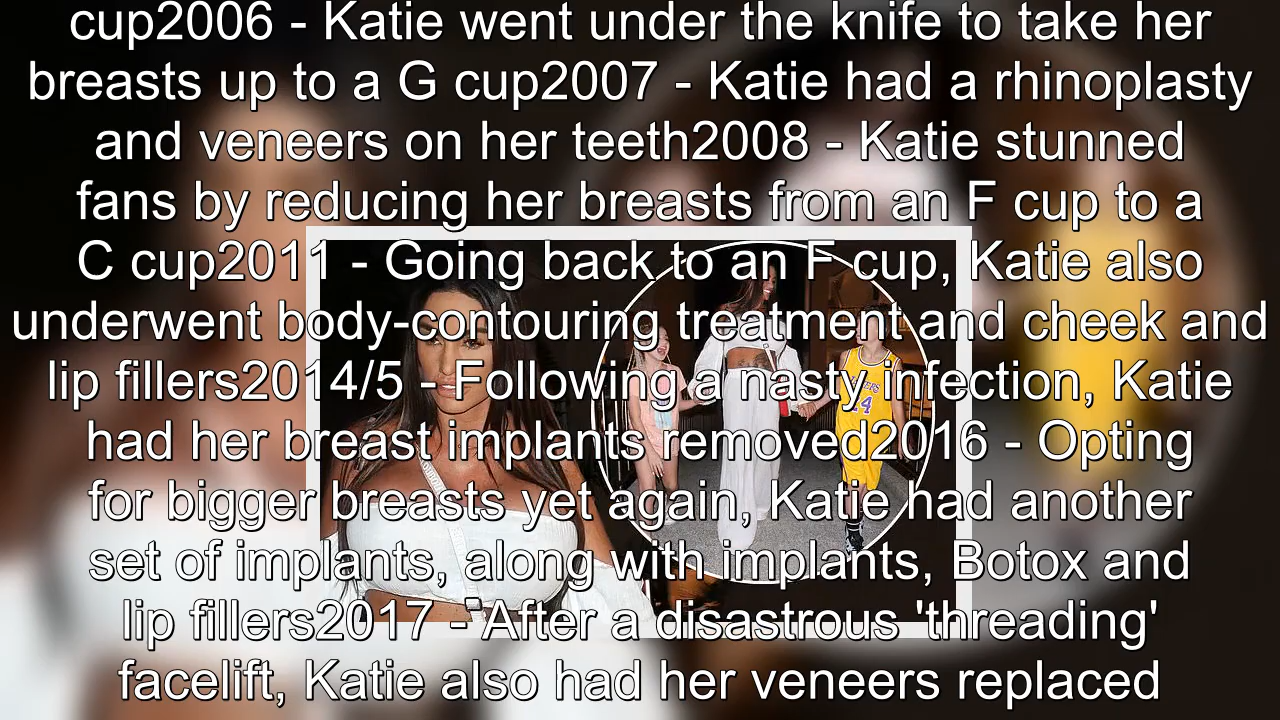 cup2006 - Katie went under the knife to take her
breasts up to a G cup2007 - Katie had a rhinoplasty
and veneers on her teeth2008 - Katie stunned
fans by reducing her breasts from an F cup to a
C cup2011 - Going back to an F cup, Katie also
underwent body-contouring treatment and cheek and
lip fillers2014/5 - Following a nasty infection, Katie
had her breast implants removed2016 - Opting
for bigger breasts yet again, Katie had another
set of implants, along with implants, Botox and
lip fillers2017 - After a disastrous 'threading'
facelift, Katie also had her veneers replaced